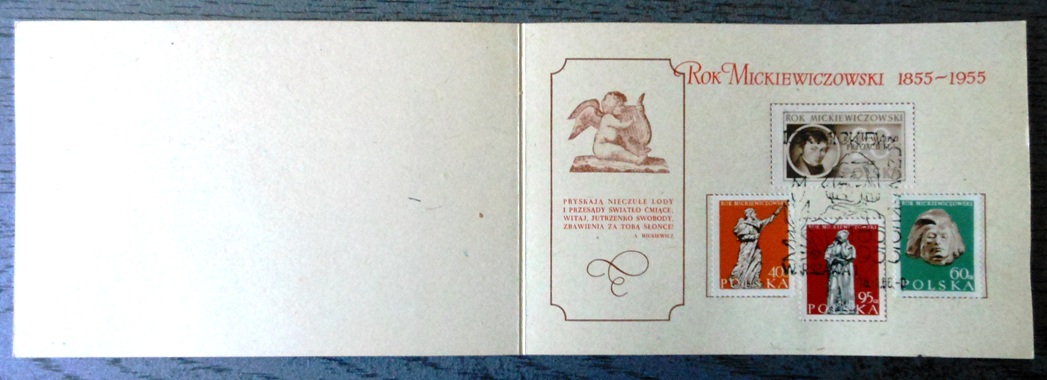 ROK MICKIEWICZOWSKI 1855-1955
PRYSKAJĄ NIECZUŁE LODY
I PRZESĄDY ŚWIATŁO ĆMIĄCE,
WITAJ, JUTRZENKO SWOBODY,
ZBAWIENIA ZA TOBĄ SŁOŃCE!
A. MICKIEWICZ
ROK MICKIEWICZOWSKI
ROK MICKIEWICZOWSKI
40
POLSKA
ROK MICKIEWICZOWSKI
95
POLSKA
ROK MICKIEWICZOWSKI
60
POLSKA